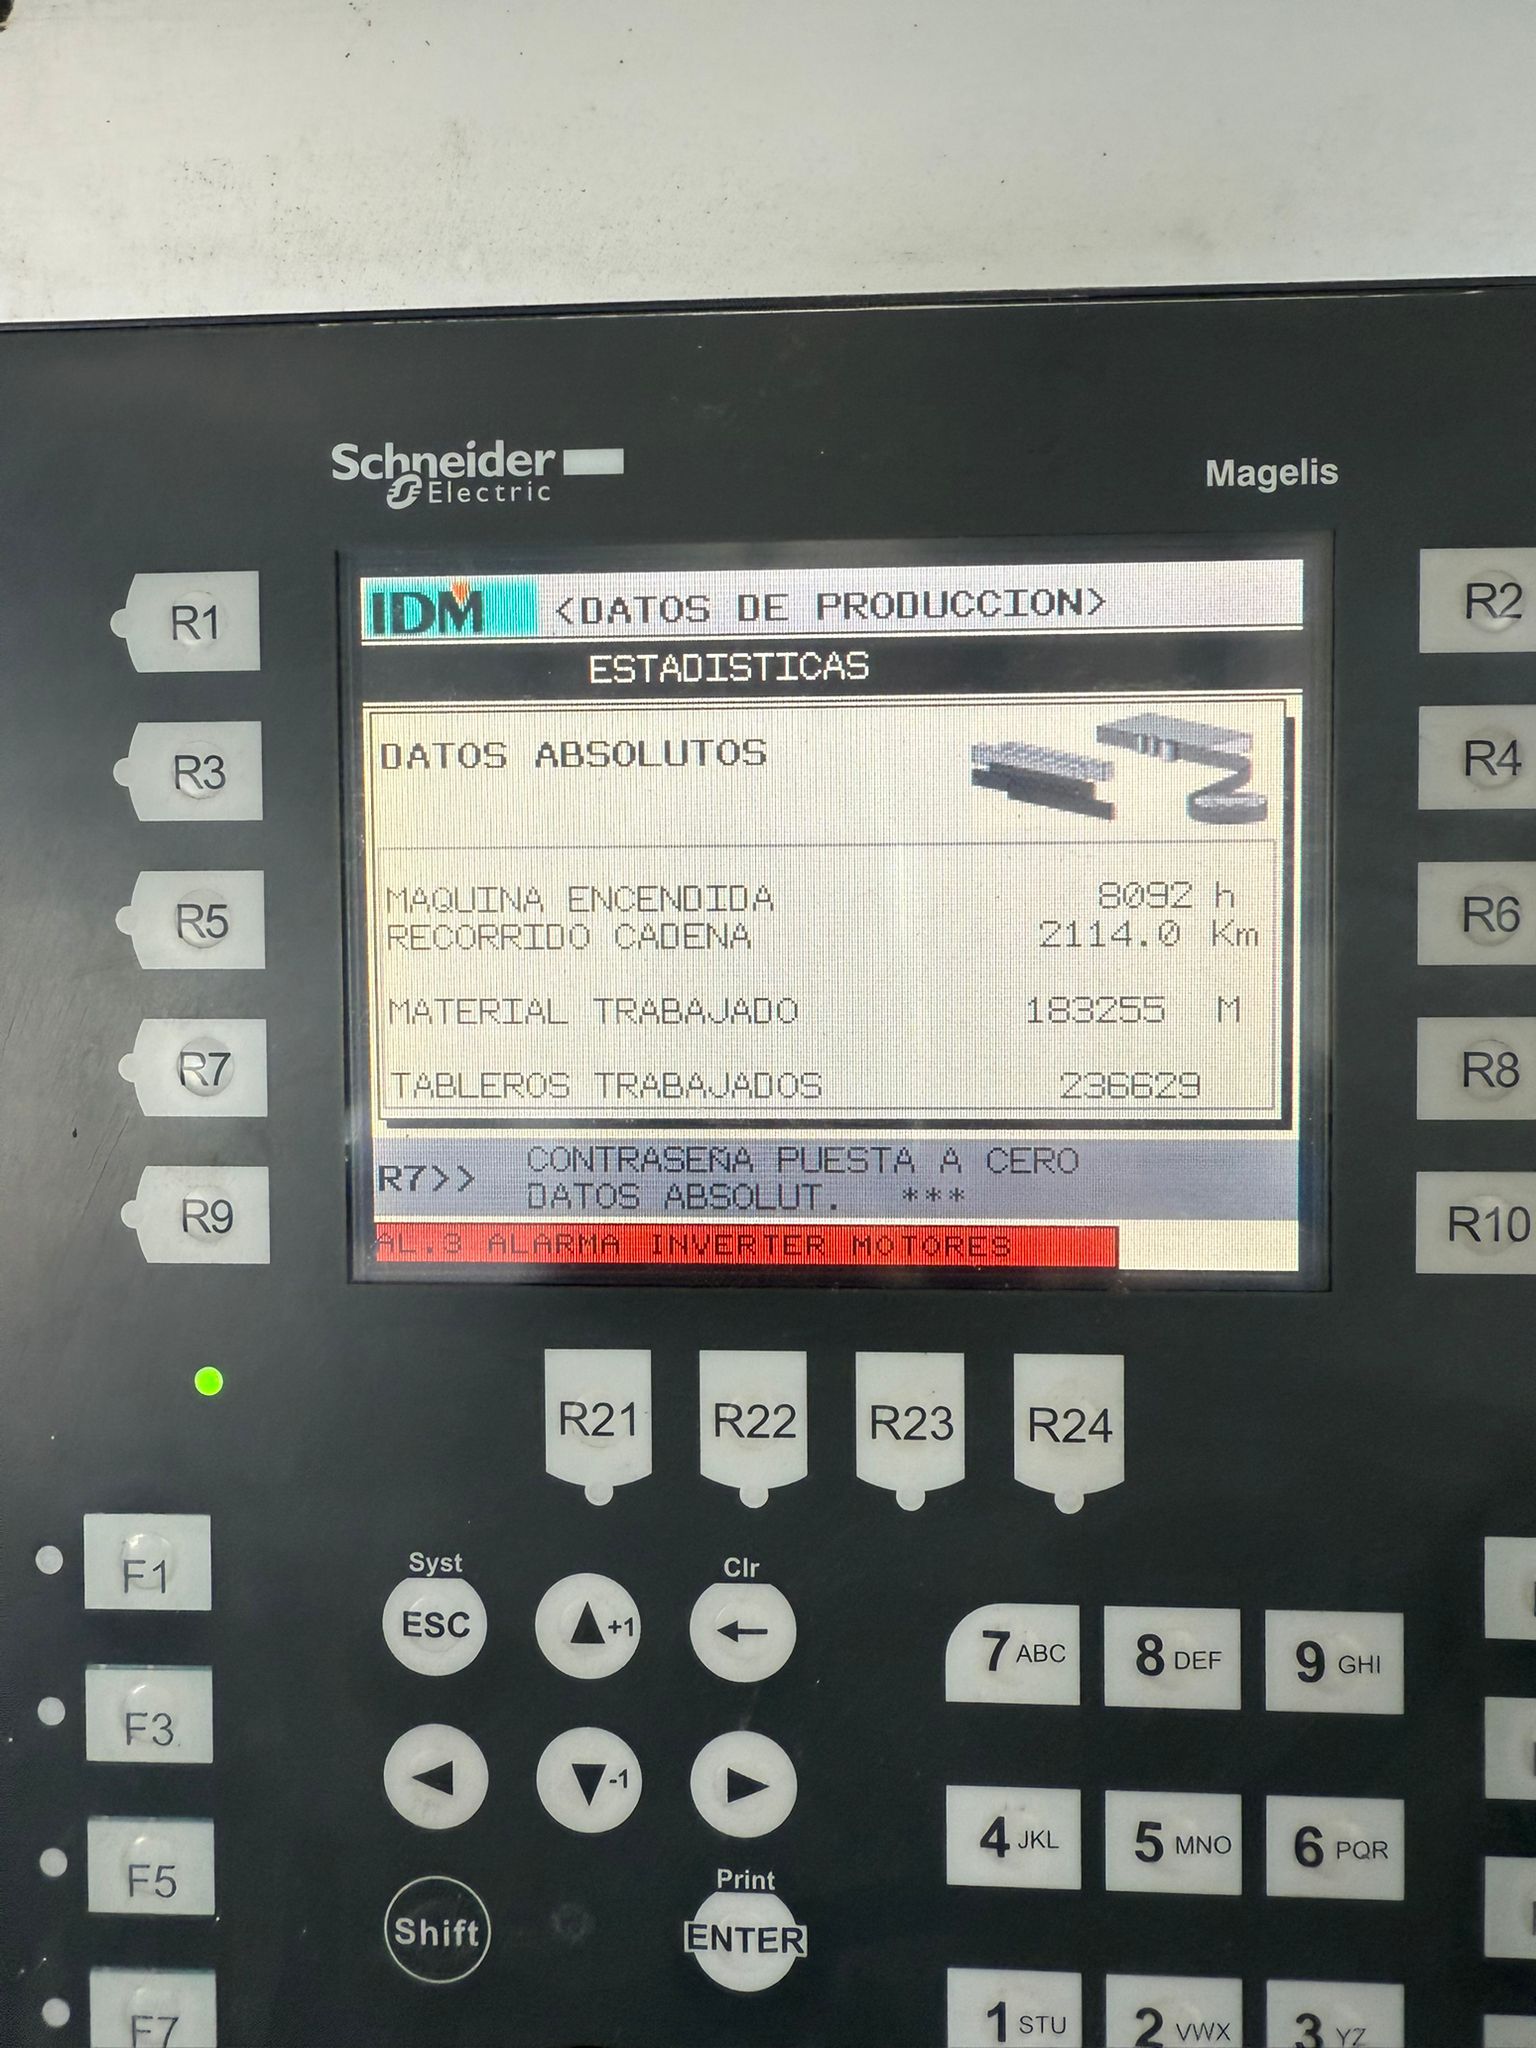 Schneider
Electric
Magelis
IDM <DATOS DE PRODUCCION>
ESTADISTICAS
DATOS ABSOLUTOS
MAQUINA ENCENDIDA 8092 h
RECORRIDO CADENA 2114.0 Km
MATERIAL TRABAJADO 183255 M
TABLEROS TRABAJADOS 236629
R7>> CONTRASEÑA PUESTA A CERO
DATOS ABSOLUT. ***
AL.3 ALARMA INVERTER MOTORES
R1
R2
R3
R4
R5
R6
R7
R8
R9
R10
R21 R22 R23 R24
F1
F3
F5
F7
Syst
ESC
+1
Clr
-1
Shift
Print
ENTER
7 ABC 8 DEF 9 GHI
4 JKL 5 MNO 6 PQR
1 STU 2 VWX 3 YZ